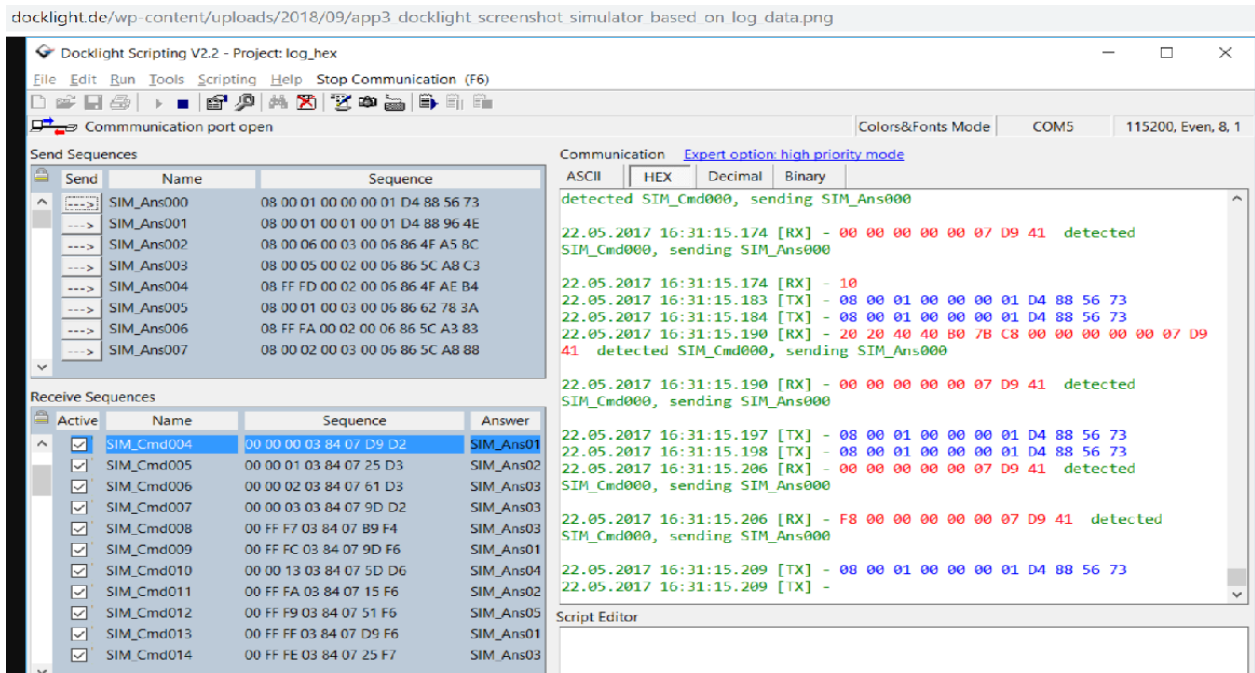 docklight.de/wp-content/uploads/2018/09/app3_docklight_screenshot_simulator_based_on_log_data.png
Docklight Scripting V2.2 - Project: log_hex
File Edit Run Tools Scripting Help Stop Communication (F6)
Commmunication port open Colors&Fonts Mode COM5 115200, Even, 8, 1
Send Sequences
Send Name Sequence
---> SIM_Ans000 08 00 01 00 00 00 01 D4 88 56 73
---> SIM_Ans001 08 00 01 00 01 00 01 D4 88 96 4E
---> SIM_Ans002 08 00 06 00 03 00 06 86 4F A5 8C
---> SIM_Ans003 08 00 05 00 02 00 06 86 5C A8 C3
---> SIM_Ans004 08 FF FD 00 02 00 06 86 4F AE B4
---> SIM_Ans005 08 00 01 00 03 00 06 86 62 78 3A
---> SIM_Ans006 08 FF FA 00 02 00 06 86 5C A3 83
---> SIM_Ans007 08 00 02 00 03 00 06 86 5C A8 88
Receive Sequences
Active Name Sequence Answer
SIM_Cmd004 00 00 00 03 84 07 D9 D2 SIM_Ans01
SIM_Cmd005 00 00 01 03 84 07 25 D3 SIM_Ans02
SIM_Cmd006 00 00 02 03 84 07 61 D3 SIM_Ans03
SIM_Cmd007 00 00 03 03 84 07 9D D2 SIM_Ans03
SIM_Cmd008 00 FF F7 03 84 07 B9 F4 SIM_Ans03
SIM_Cmd009 00 FF FC 03 84 07 9D F6 SIM_Ans01
SIM_Cmd010 00 00 13 03 84 07 5D D6 SIM_Ans04
SIM_Cmd011 00 FF FA 03 84 07 15 F6 SIM_Ans02
SIM_Cmd012 00 FF F9 03 84 07 51 F6 SIM_Ans05
SIM_Cmd013 00 FF FF 03 84 07 D9 F6 SIM_Ans01
SIM_Cmd014 00 FF FE 03 84 07 25 F7 SIM_Ans03
Communication Expert option: high priority mode
ASCII HEX Decimal Binary
detected SIM_Cmd000, sending SIM_Ans000
22.05.2017 16:31:15.174 [RX] - 00 00 00 00 00 07 D9 41 detected
SIM_Cmd000, sending SIM_Ans000
22.05.2017 16:31:15.174 [RX] - 10
22.05.2017 16:31:15.183 [TX] - 08 00 01 00 00 00 01 D4 88 56 73
22.05.2017 16:31:15.184 [TX] - 08 00 01 00 00 00 01 D4 88 56 73
22.05.2017 16:31:15.190 [RX] - 20 20 40 40 B0 7B C8 00 00 00 00 00 07 D9
41 detected SIM_Cmd000, sending SIM_Ans000
22.05.2017 16:31:15.190 [RX] - 00 00 00 00 00 07 D9 41 detected
SIM_Cmd000, sending SIM_Ans000
22.05.2017 16:31:15.197 [TX] - 08 00 01 00 00 00 01 D4 88 56 73
22.05.2017 16:31:15.198 [TX] - 08 00 01 00 00 00 01 D4 88 56 73
22.05.2017 16:31:15.206 [RX] - 00 00 00 00 00 07 D9 41 detected
SIM_Cmd000, sending SIM_Ans000
22.05.2017 16:31:15.206 [RX] - F8 00 00 00 00 00 07 D9 41 detected
SIM_Cmd000, sending SIM_Ans000
22.05.2017 16:31:15.209 [TX] - 08 00 01 00 00 00 01 D4 88 56 73
22.05.2017 16:31:15.209 [TX] -
Script Editor